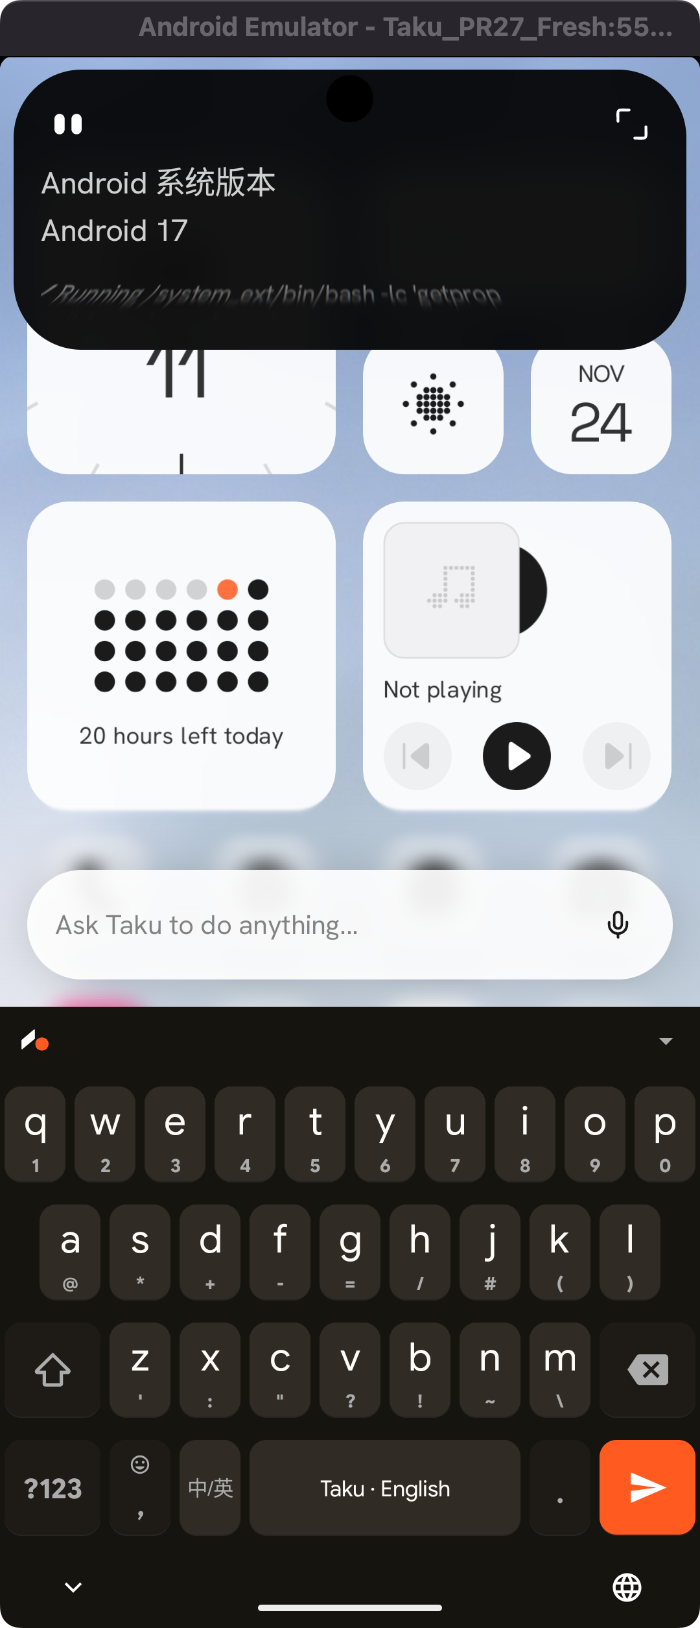 Android Emulator - Taku_PR27_Fresh:55...
Android 系统版本
Android 17
Running /system_ext/bin/bash -lc 'getprop
11
NOV
24
20 hours left today
Not playing
Ask Taku to do anything...
q w e r t y u i o p
1 2 3 4 5 6 7 8 9 0
a s d f g h j k l
@ * + - = / # ( )
z x c v b n m
' : " ? ! ~ \
?123 , 中/英 Taku · English .